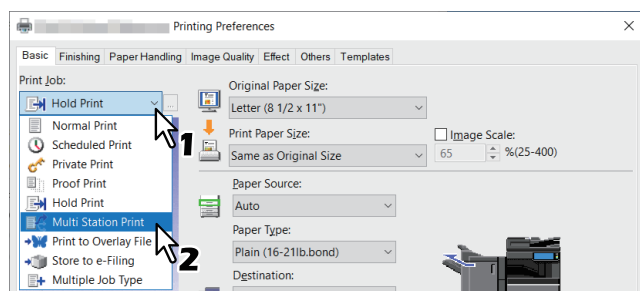 Printing Preferences
Basic Finishing Paper Handling Image Quality Effect Others Templates
Print Job:
Hold Print
...
Normal Print
Scheduled Print
Private Print
Proof Print
Hold Print
Multi Station Print
Print to Overlay File
Store to e-Filing
Multiple Job Type
1
2
Original Paper Size:
Letter (8 1/2 x 11")
Print Paper Size:
Same as Original Size
Image Scale:
65 %(25-400)
Paper Source:
Auto
Paper Type:
Plain (16-21lb.bond)
Destination: